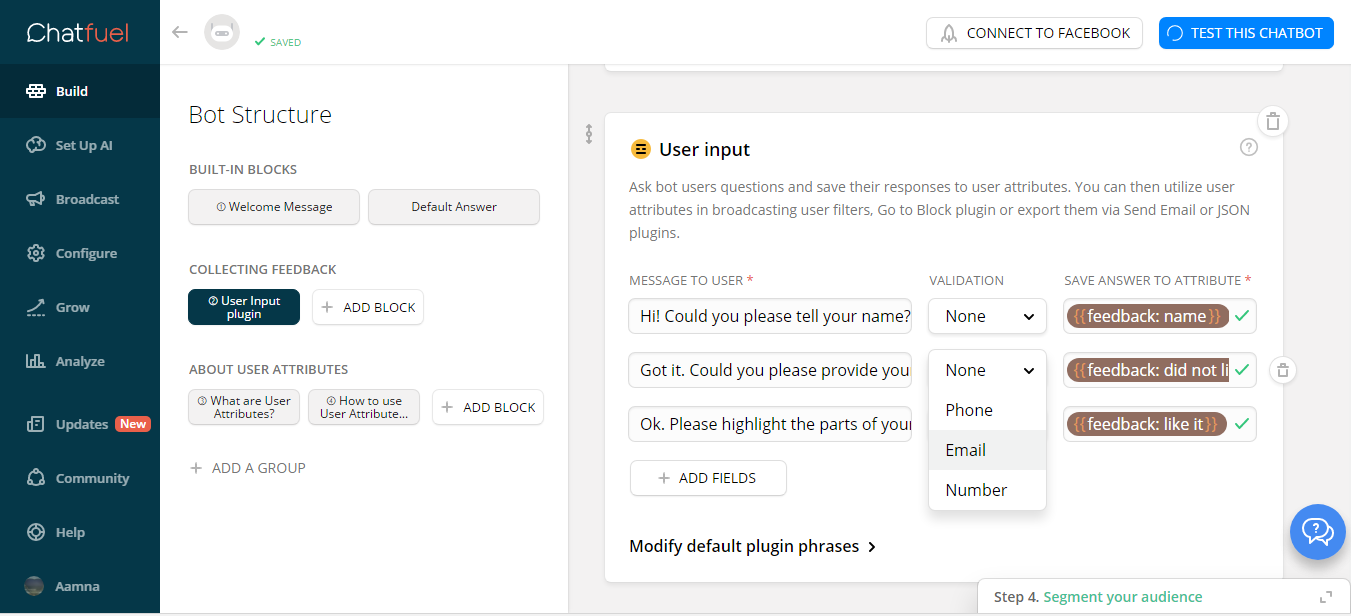 Chatfuel
SAVED
CONNECT TO FACEBOOK
TEST THIS CHATBOT
Build
Set Up AI
Broadcast
Configure
Grow
Analyze
Updates New
Community
Help
Aamna
Bot Structure
BUILT-IN BLOCKS
① Welcome Message
Default Answer
COLLECTING FEEDBACK
② User Input
plugin
+ ADD BLOCK
ABOUT USER ATTRIBUTES
③ What are User
Attributes?
④ How to use
User Attribute...
+ ADD BLOCK
+ ADD A GROUP
User input
?
Ask bot users questions and save their responses to user attributes. You can then utilize user
attributes in broadcasting user filters, Go to Block plugin or export them via Send Email or JSON
plugins.
MESSAGE TO USER *
VALIDATION
SAVE ANSWER TO ATTRIBUTE *
Hi! Could you please tell your name?
None
{{feedback: name}}
Got it. Could you please provide you
None
{{feedback: did not li
Phone
Ok. Please highlight the parts of your
{{feedback: like it}}
Email
Number
+ ADD FIELDS
Modify default plugin phrases >
?
Step 4. Segment your audience